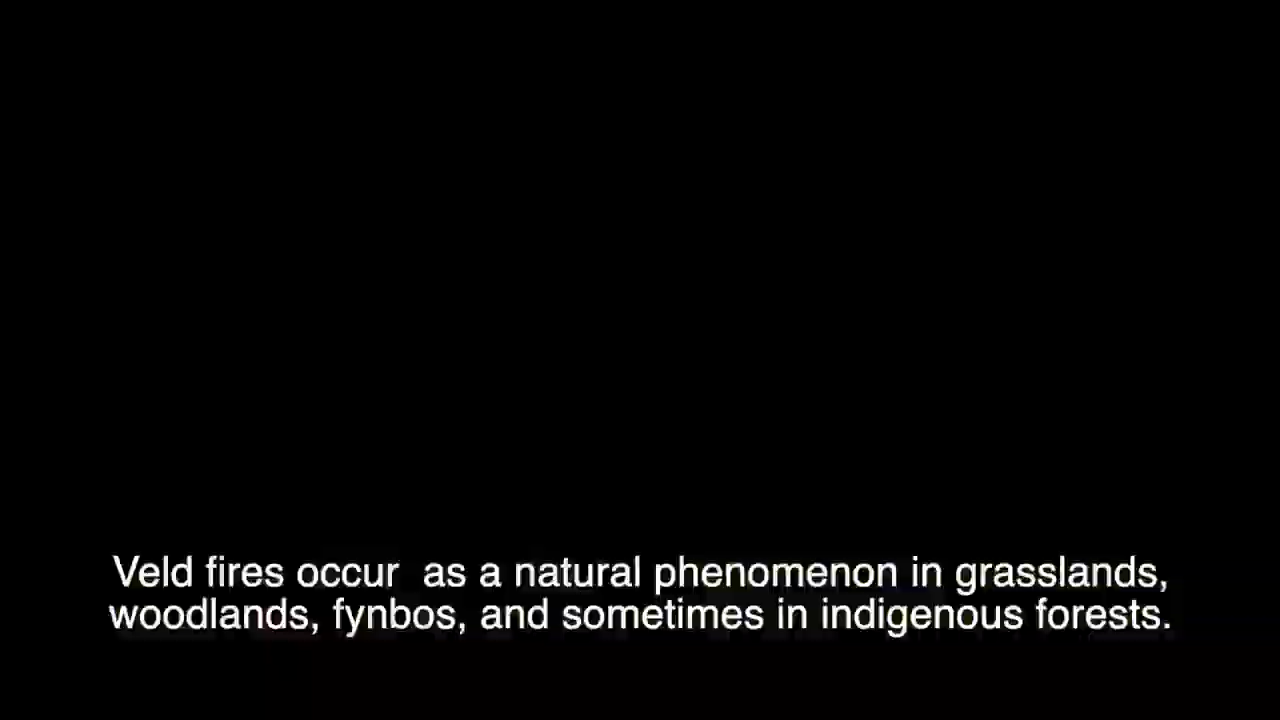 Veld fires occur  as a natural phenomenon in grasslands,
woodlands, fynbos, and sometimes in indigenous forests.